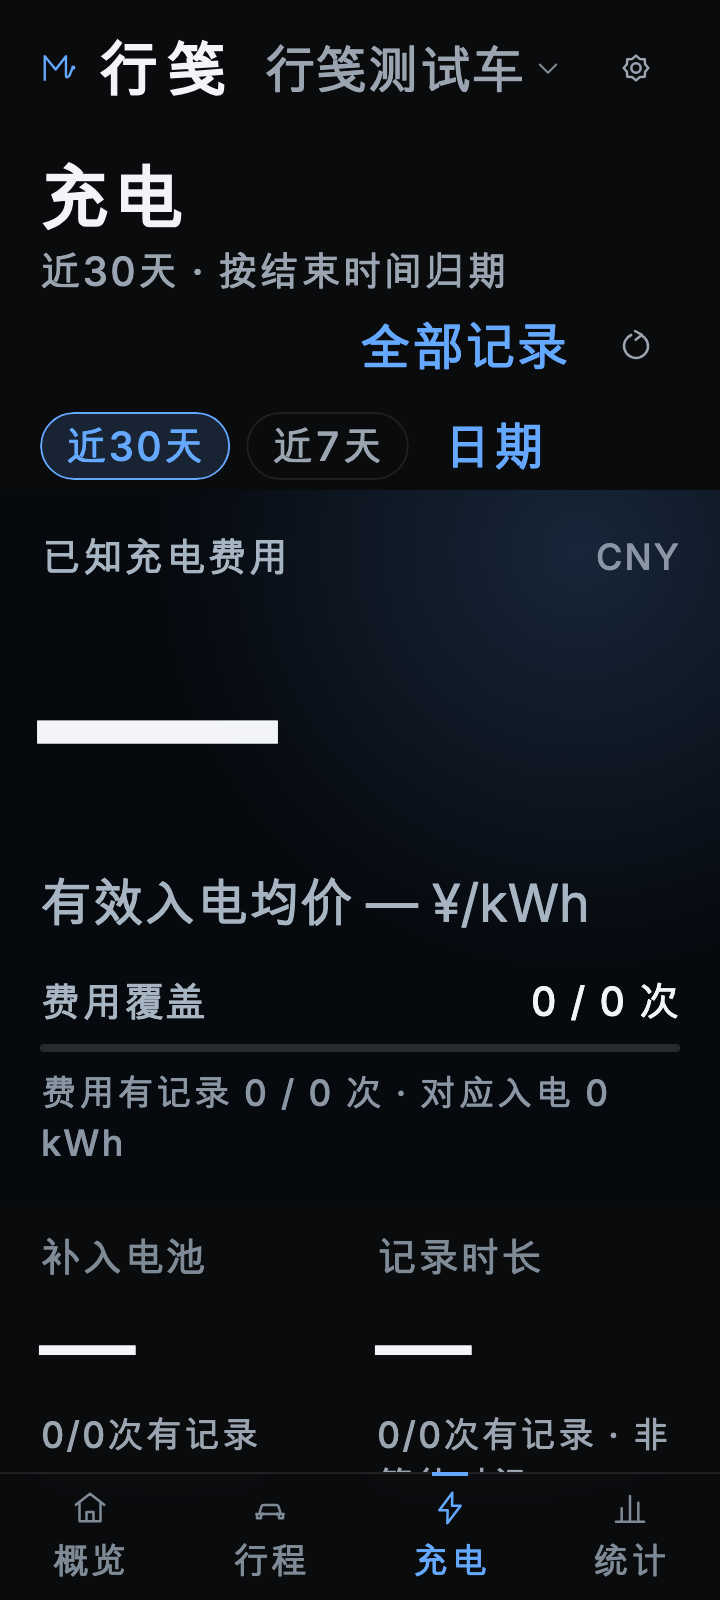 行笺 行笺测试车
充电
近30天 · 按结束时间归期
全部记录
近30天 近7天 日期
已知充电费用 CNY
—
有效入电均价 — ¥/kWh
费用覆盖 0 / 0 次
费用有记录 0 / 0 次 · 对应入电 0
kWh
补入电池 记录时长
— —
0/0次有记录 0/0次有记录 · 非
概览 行程 充电 统计